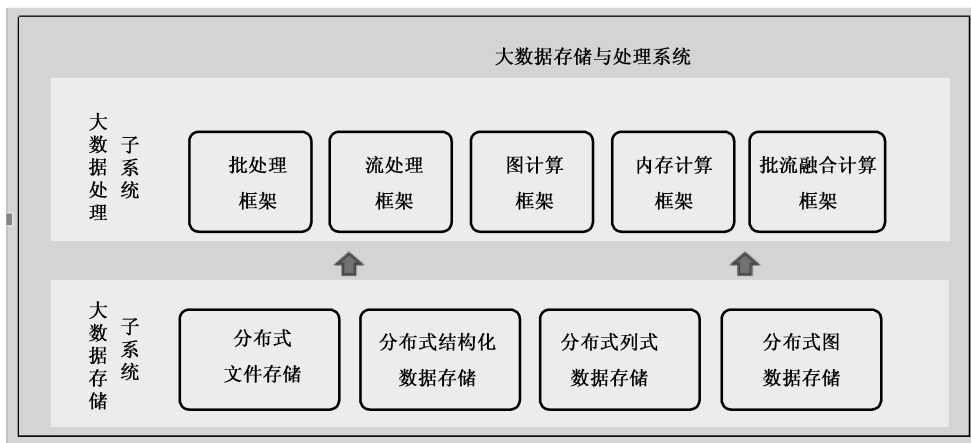 大数据存储与处理系统
大数据处理
子系统
批处理
框架
流处理
框架
图计算
框架
内存计算
框架
批流融合计算
框架
大数据存储
子系统
分布式
文件存储
分布式结构化
数据存储
分布式列式
数据存储
分布式图
数据存储